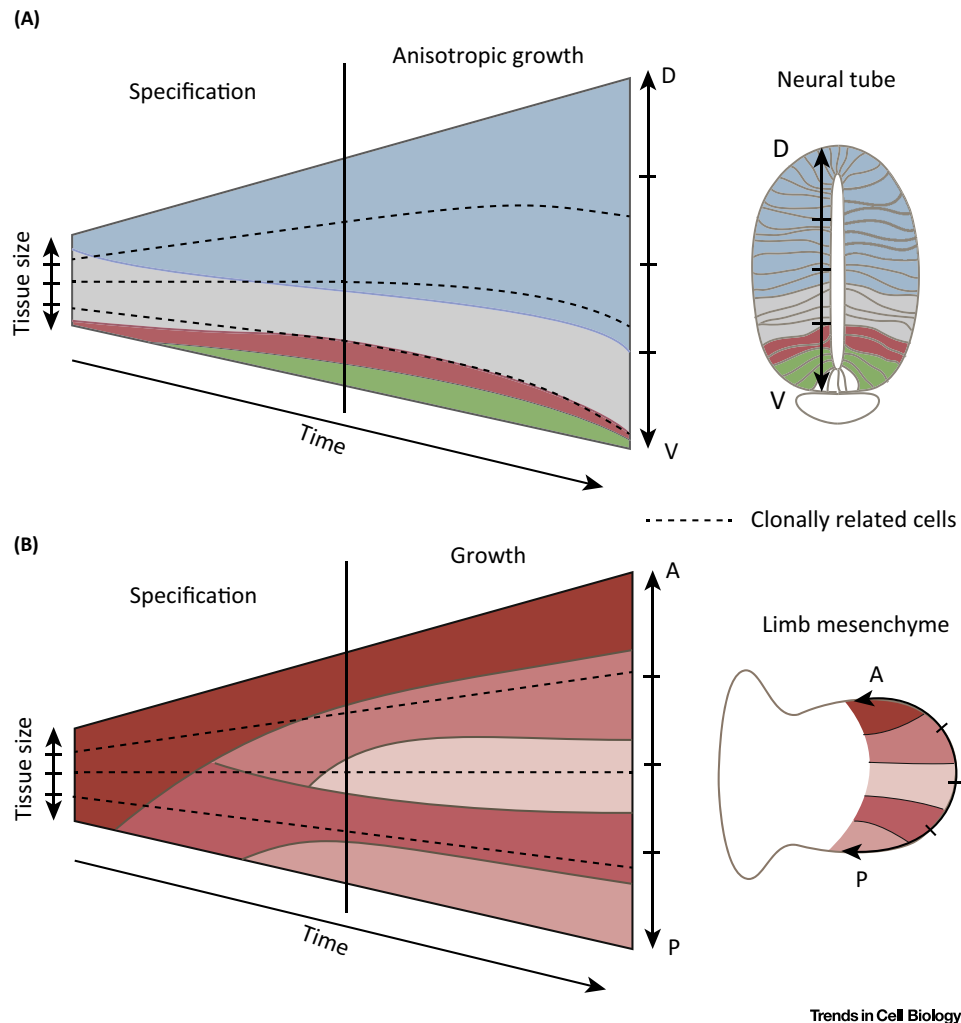 (A)
Specification
Anisotropic growth
Neural tube
D
D
Tissue size
V
V
Time
Clonally related cells
(B)
Specification
Growth
Limb mesenchyme
A
A
Tissue size
P
P
Time
Trends in Cell Biology